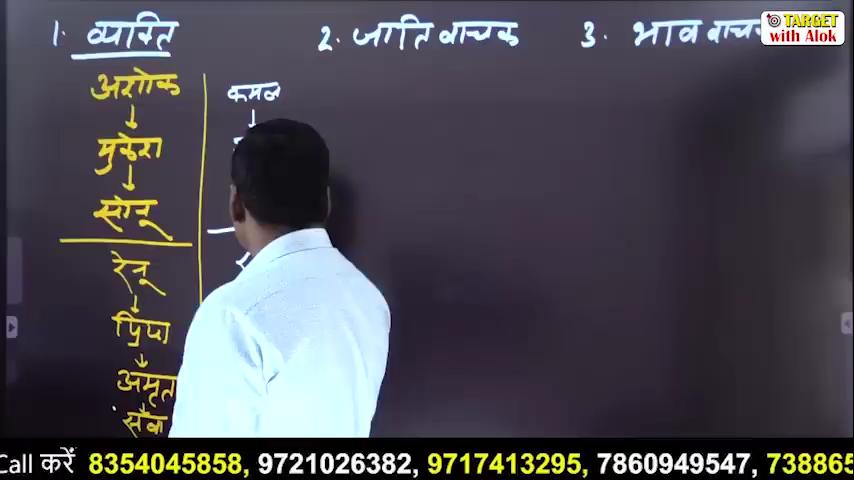 1. व्यक्ति 2. जातिवाचक 3. भाववाच
TARGET
with Alok
अशोक
कमल
↓
मुकेश
↓
सोनू
रेनू
↓
प्रिया
↓
अमृत
Call करें 8354045858, 9721026382, 9717413295, 7860949547, 738865